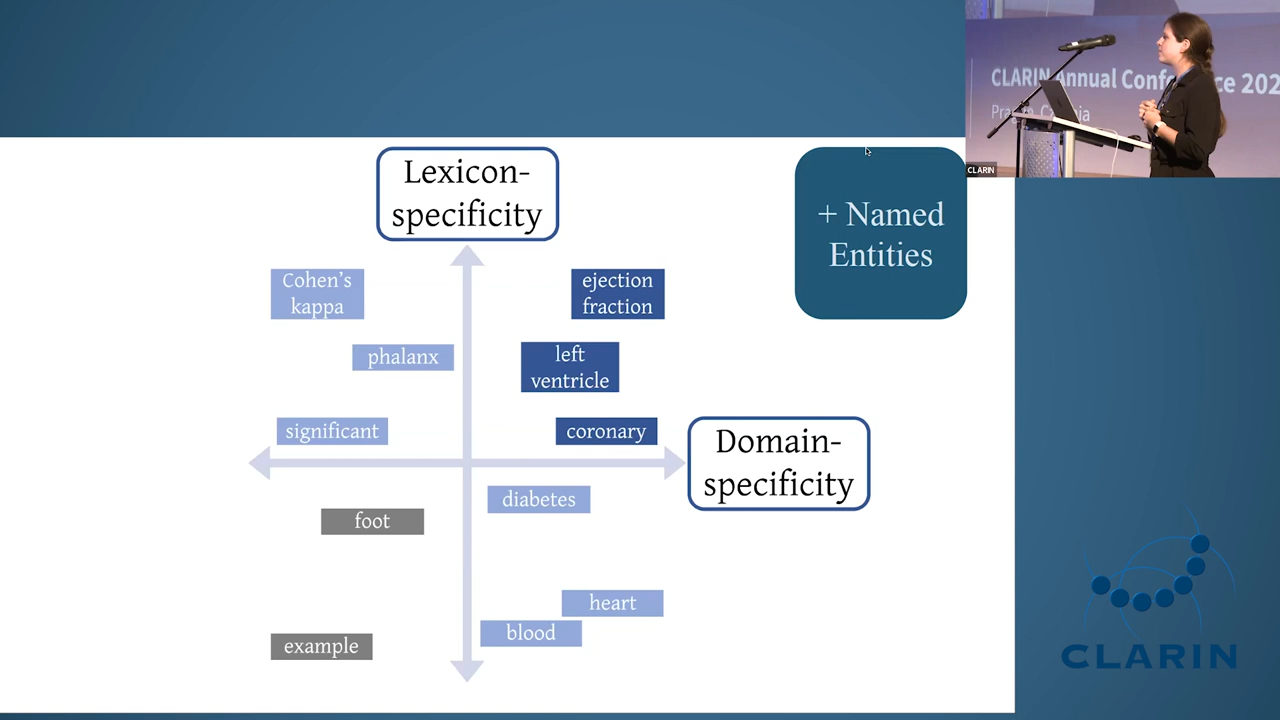 Lexicon-
specificity
+ Named
Entities
Cohen's
kappa
ejection
fraction
phalanx
left
ventricle
significant
coronary
Domain-
specificity
diabetes
foot
heart
blood
example
CLARIN Annual Conference 202
CLARIN
CLARIN